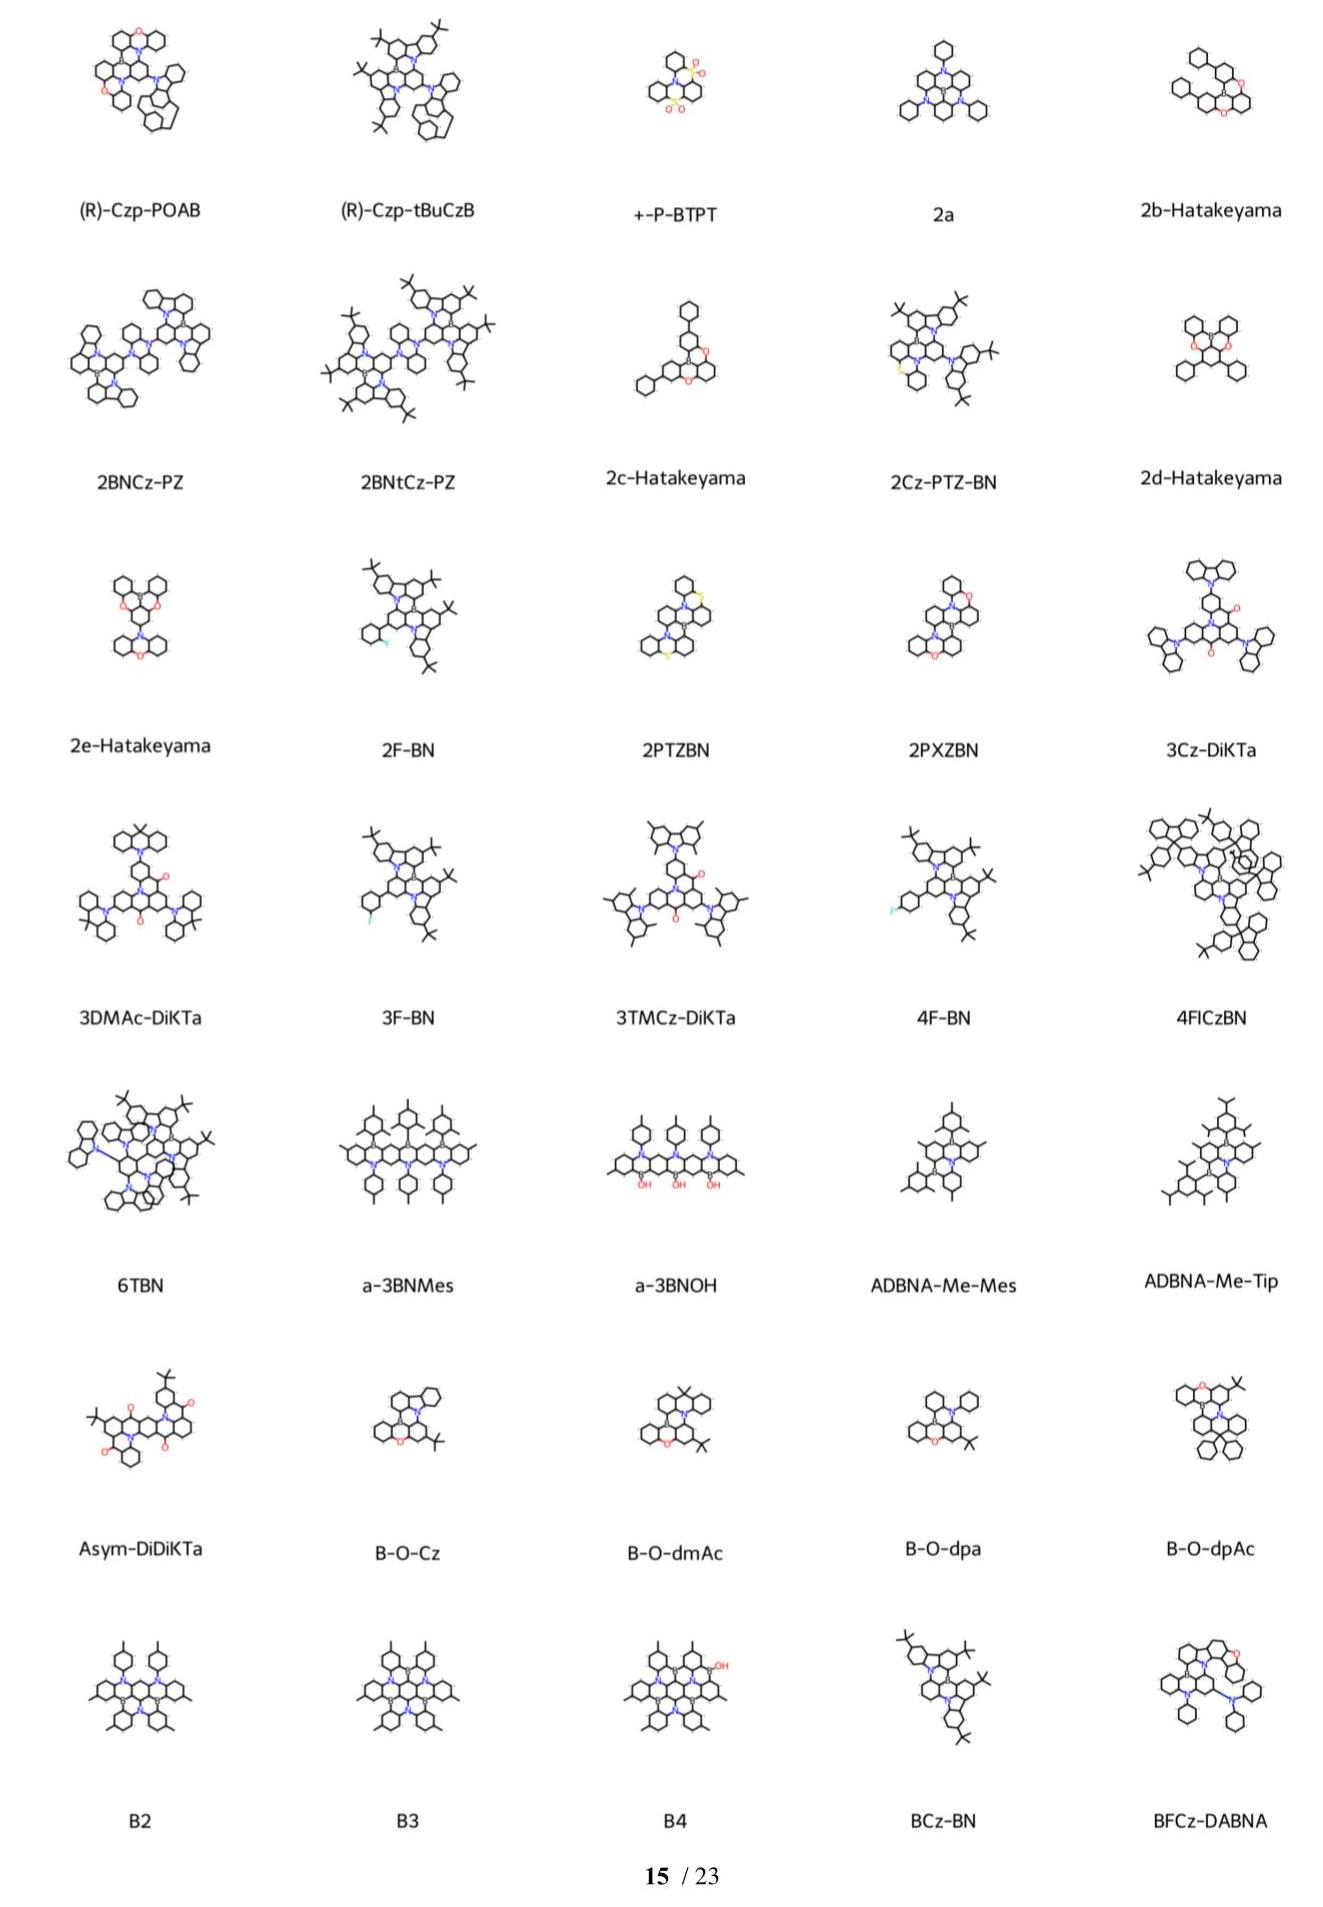 (R)-Czp-POAB (R)-Czp-tBuCzB +-P-BTPT 2a 2b-Hatakeyama
2BNCz-PZ 2BNtCz-PZ 2c-Hatakeyama 2Cz-PTZ-BN 2d-Hatakeyama
2e-Hatakeyama 2F-BN 2PTZBN 2PXZBN 3Cz-DiKTa
3DMAc-DiKTa 3F-BN 3TMCz-DiKTa 4F-BN 4FlCzBN
6TBN a-3BNMes a-3BNOH ADBNA-Me-Mes ADBNA-Me-Tip
Asym-DiDiKTa B-O-Cz B-O-dmAc B-O-dpa B-O-dpAc
B2 B3 B4 BCz-BN BFCz-DABNA
15 / 23